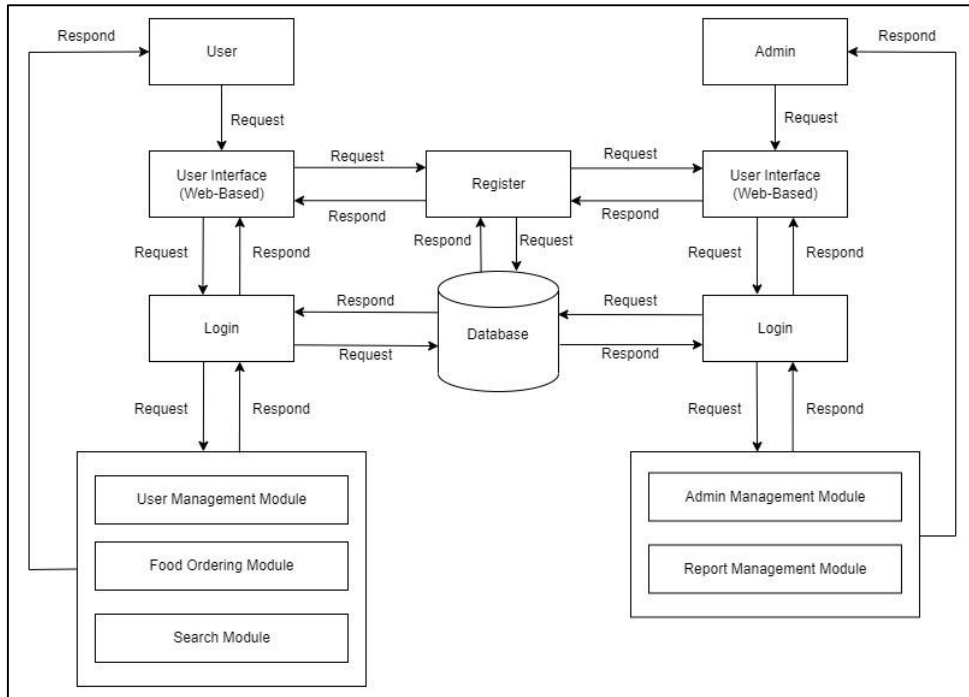 Respond
User
Admin
Respond
Request
Request
User Interface
(Web-Based)
Request
Respond
Register
Request
Respond
User Interface
(Web-Based)
Request
Respond
Respond
Request
Request
Respond
Login
Respond
Request
Database
Request
Respond
Login
Request
Respond
Request
Respond
User Management Module
Food Ordering Module
Search Module
Admin Management Module
Report Management Module